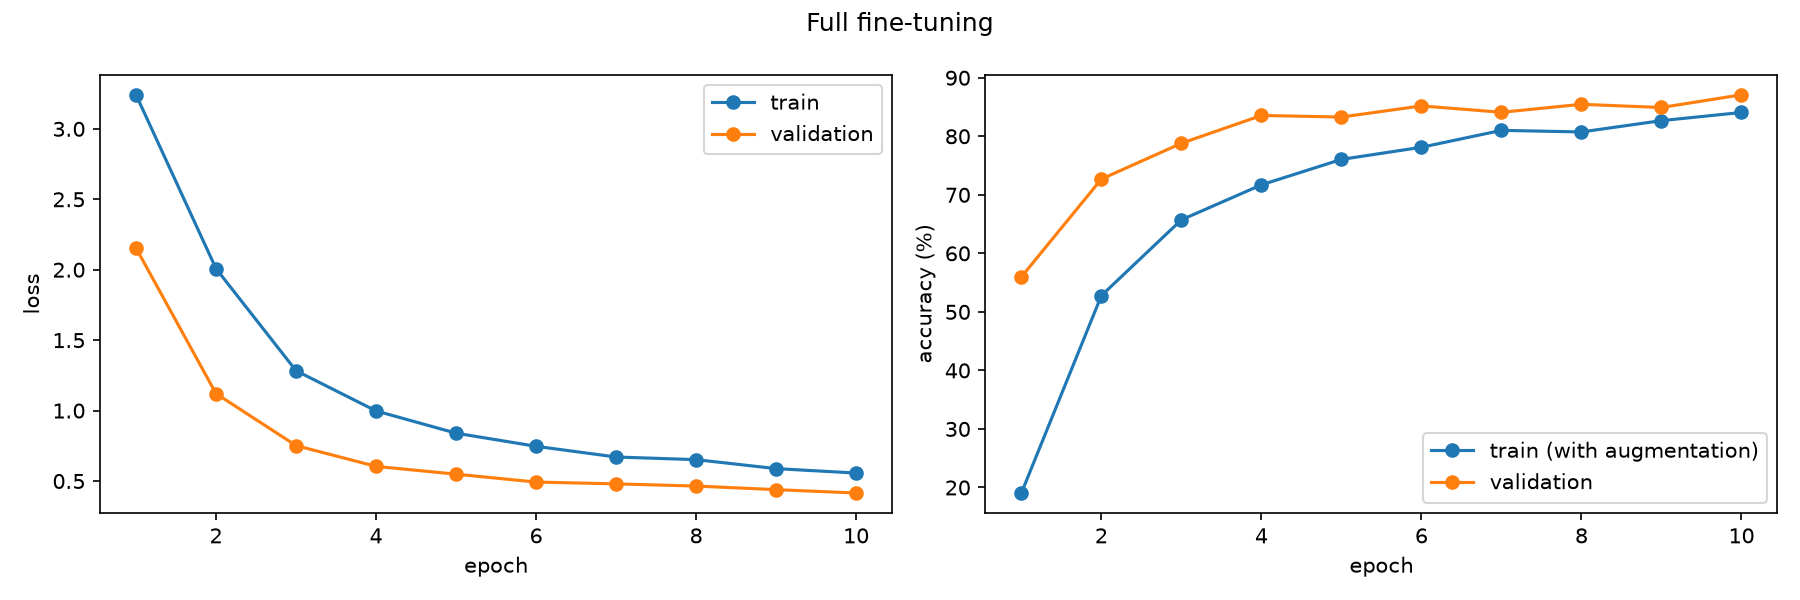 Full fine-tuning
3.0
2.5
2.0
1.5
1.0
0.5
loss
2
4
6
8
10
epoch
train
validation
90
80
70
60
50
40
30
20
accuracy (%)
2
4
6
8
10
epoch
train (with augmentation)
validation